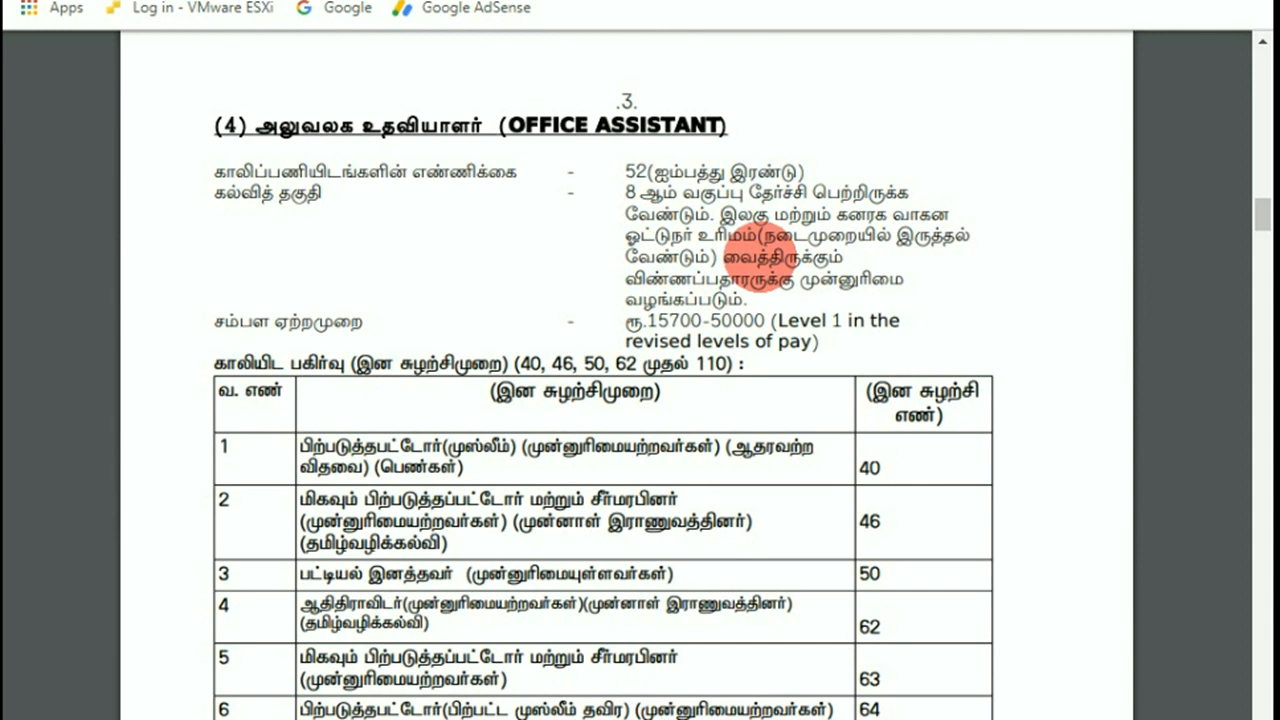 Apps Log in - VMware ESXi Google Google AdSense
.3.
(4) அலுவலக உதவியாளர் (OFFICE ASSISTANT)
காலிப்பணியிடங்களின் எண்ணிக்கை - 52(ஐம்பத்து இரண்டு)
கல்வித் தகுதி - 8 ஆம் வகுப்பு தேர்ச்சி பெற்றிருக்க
வேண்டும். இலகு மற்றும் கனரக வாகன
ஓட்டுநர் உரிமம்(நடைமுறையில் இருத்தல்
வேண்டும்) வைத்திருக்கும்
விண்ணப்பதாரருக்கு முன்னுரிமை
வழங்கப்படும்.
சம்பள ஏற்றமுறை - ரூ.15700-50000 (Level 1 in the
revised levels of pay)
காலியிட பகிர்வு (இன சுழற்சிமுறை) (40, 46, 50, 62 முதல் 110) :
வ. எண் (இன சுழற்சிமுறை) (இன சுழற்சி
எண்)
1 பிற்படுத்தபட்டோர்(முஸ்லீம்) (முன்னுரிமையற்றவர்கள்) (ஆதரவற்ற
விதவை) (பெண்கள்) 40
2 மிகவும் பிற்படுத்தப்பட்டோர் மற்றும் சீர்மரபினர்
(முன்னுரிமையற்றவர்கள்) (முன்னாள் இராணுவத்தினர்) 46
(தமிழ்வழிக்கல்வி)
3 பட்டியல் இனத்தவர் (முன்னுரிமையுள்ளவர்கள்) 50
4 ஆதிதிராவிடர்(முன்னுரிமையற்றவர்கள்)(முன்னாள் இராணுவத்தினர்)
(தமிழ்வழிக்கல்வி) 62
5 மிகவும் பிற்படுத்தப்பட்டோர் மற்றும் சீர்மரபினர்
(முன்னுரிமையற்றவர்கள்) 63
6 பிற்படுத்தபட்டோர்(பிற்பட்ட முஸ்லீம் தவிர) (முன்னுரிமையற்றவர்கள்) 64